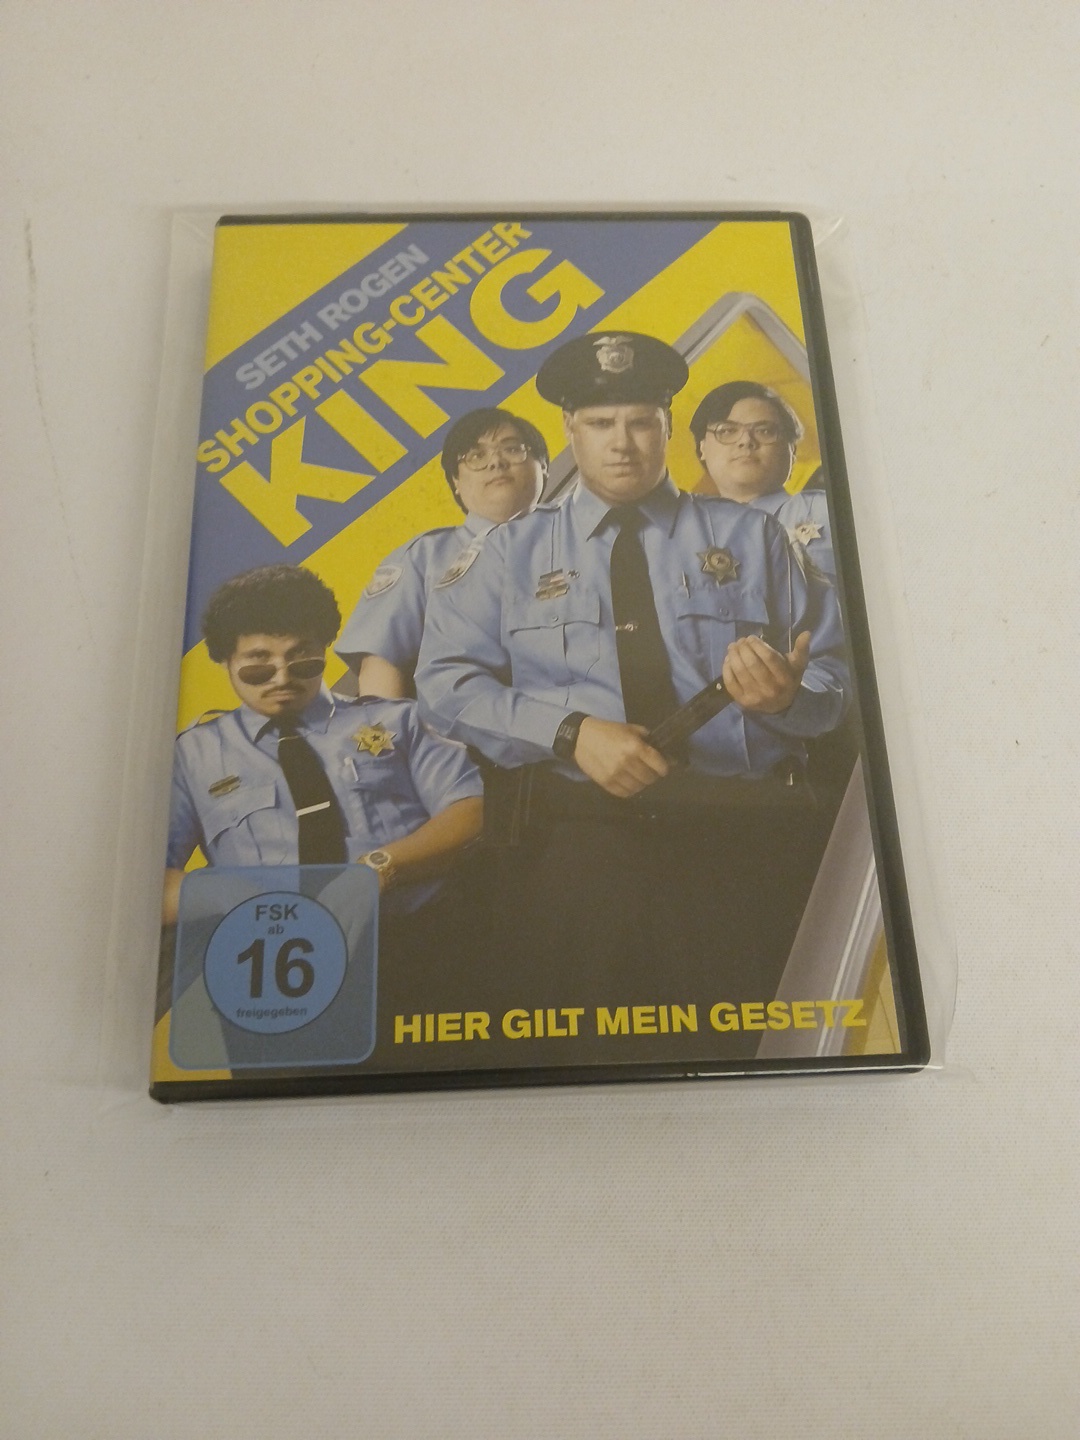 SETH ROGEN
SHOPPING-CENTER
KING
FSK
ab
16
freigegeben
HIER GILT MEIN GESETZ